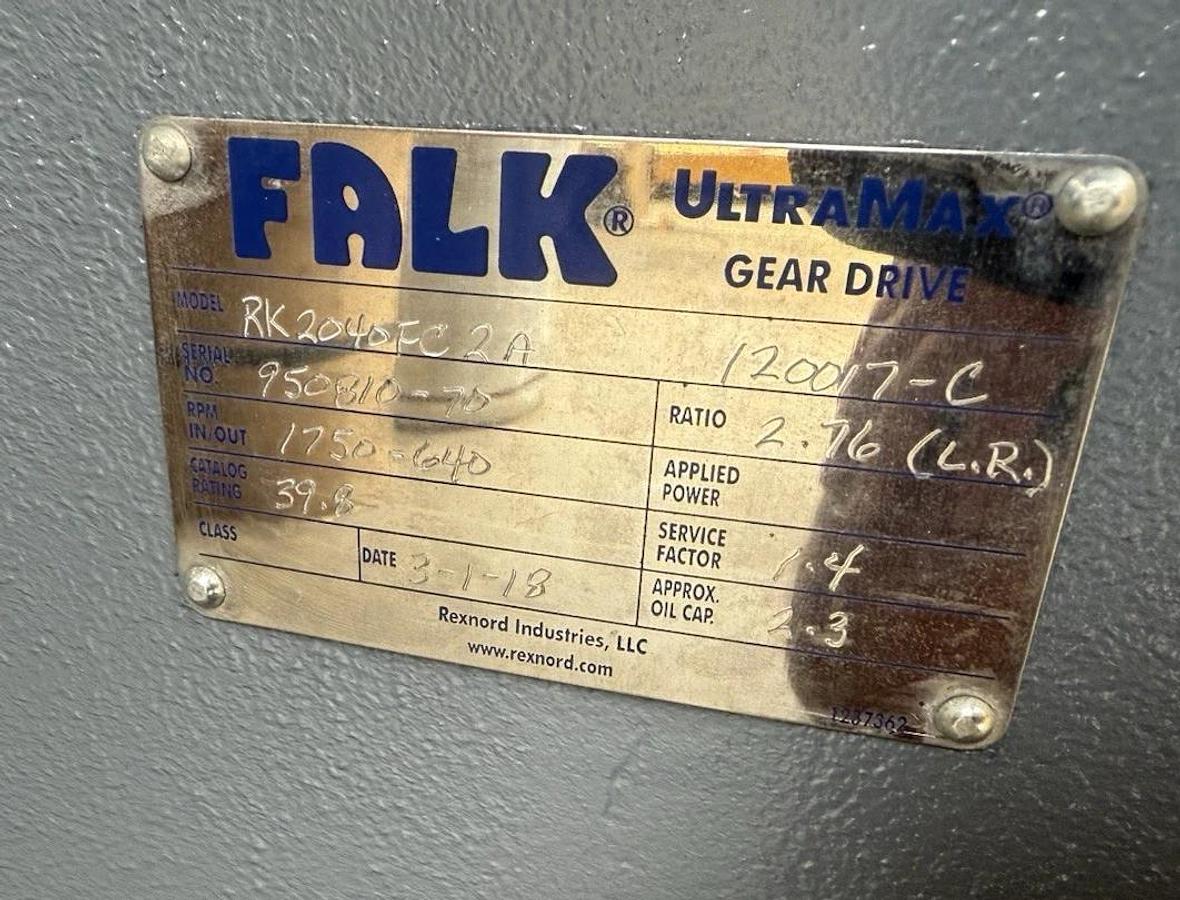 FALK® ULTRAMAX®
GEAR DRIVE
MODEL RK2040FC2A 120017-C
SERIAL NO. 950810-70
RATIO 2.76 (L.R.)
RPM IN/OUT 1750-640
APPLIED POWER
CATALOG RATING 39.8
SERVICE FACTOR 1.4
CLASS
DATE 3-1-18
APPROX. OIL CAP. 2.3
Rexnord Industries, LLC
www.rexnord.com
1237362